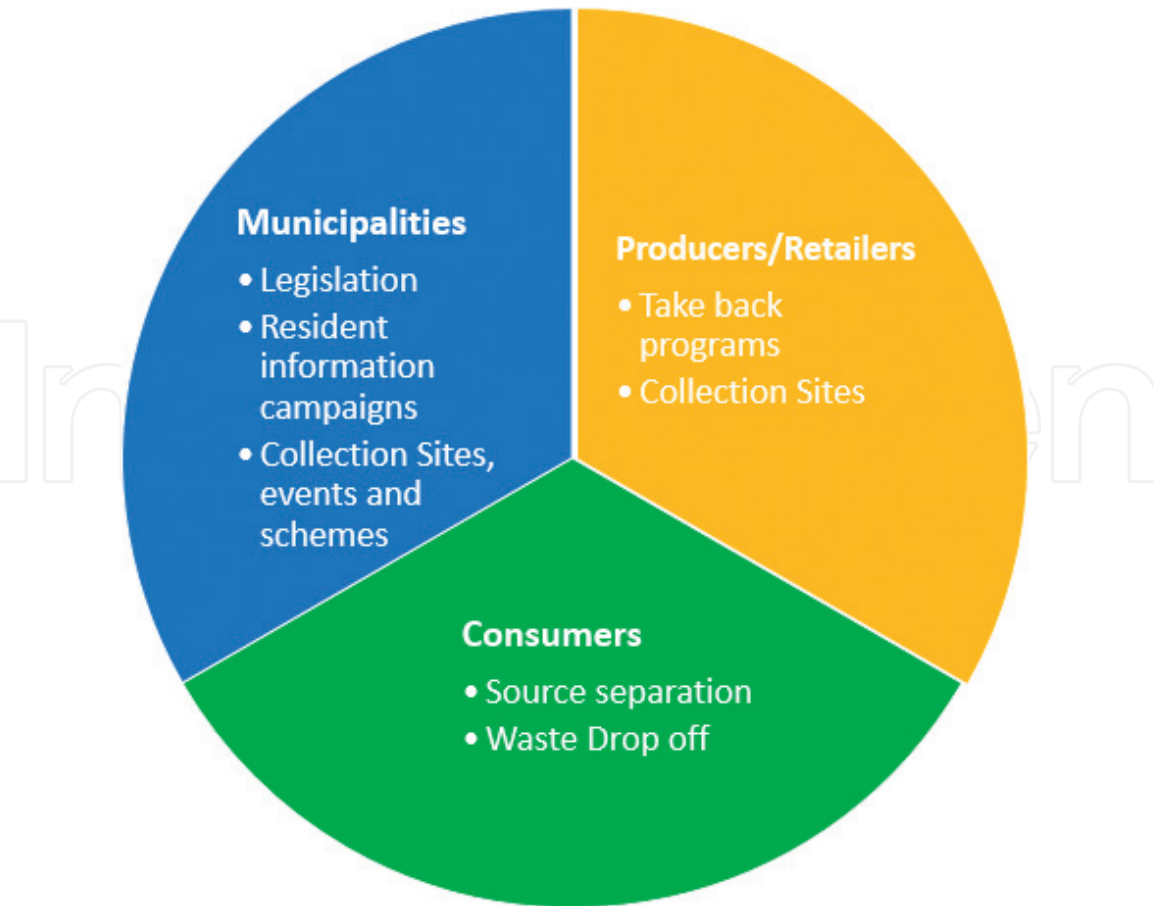 Municipalities
• Legislation
• Resident
information
campaigns
• Collection Sites,
events and
schemes
Producers/Retailers
• Take back
programs
• Collection Sites
Consumers
• Source separation
• Waste Drop off